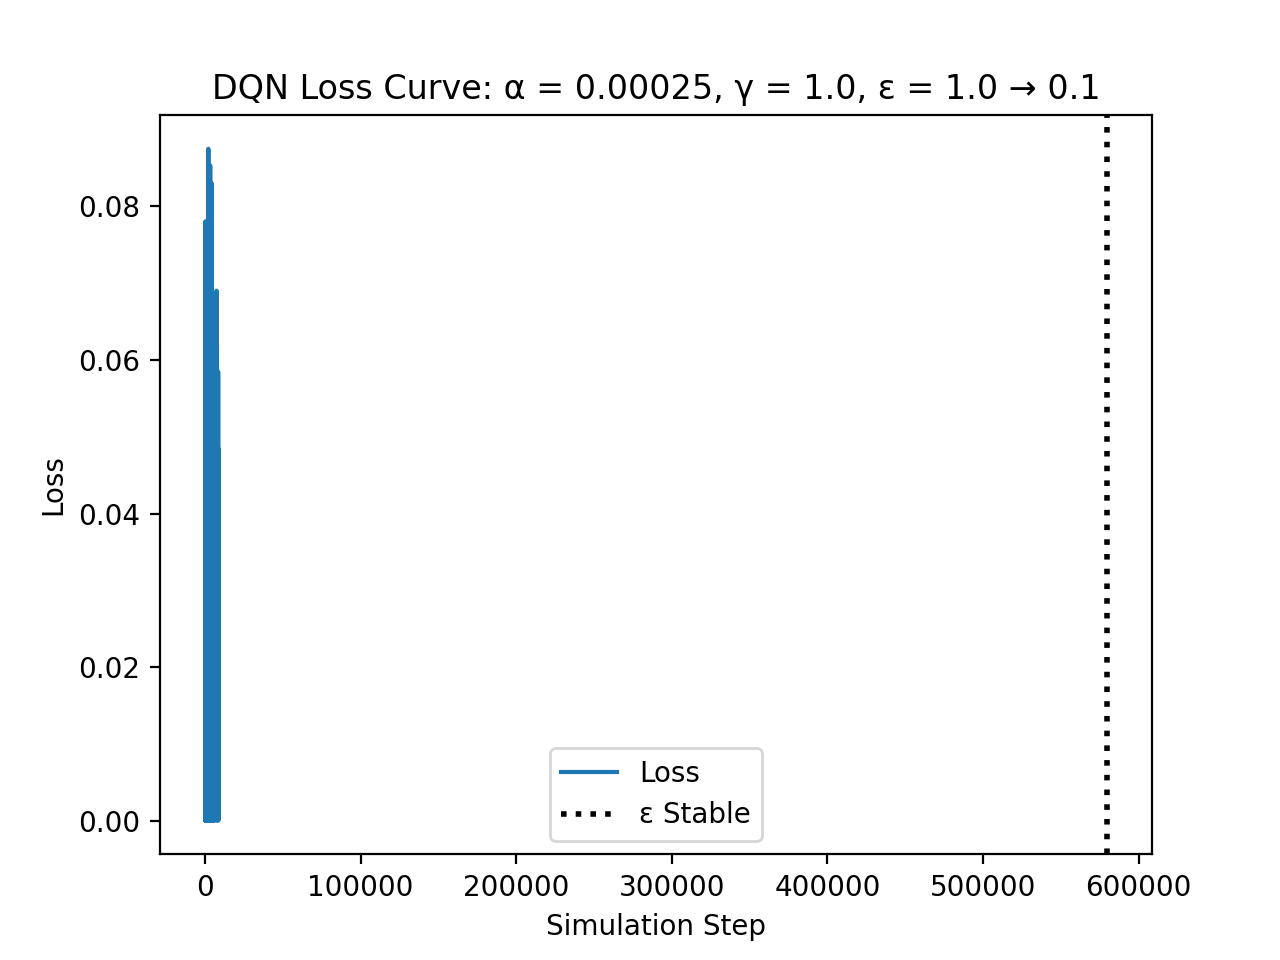 DQN Loss Curve: α = 0.00025, γ = 1.0, ε = 1.0 → 0.1
0.08
0.06
0.04
0.02
0.00
Loss
Loss
ε Stable
0 100000 200000 300000 400000 500000 600000
Simulation Step